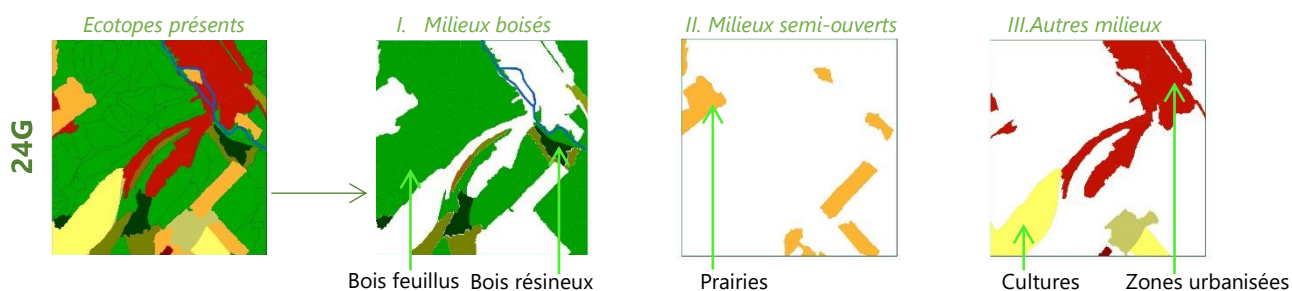 Ecotopes présents
I. Milieux boisés
II. Milieux semi-ouverts
III.Autres milieux
24G
Bois feuillus
Bois résineux
Prairies
Cultures
Zones urbanisées